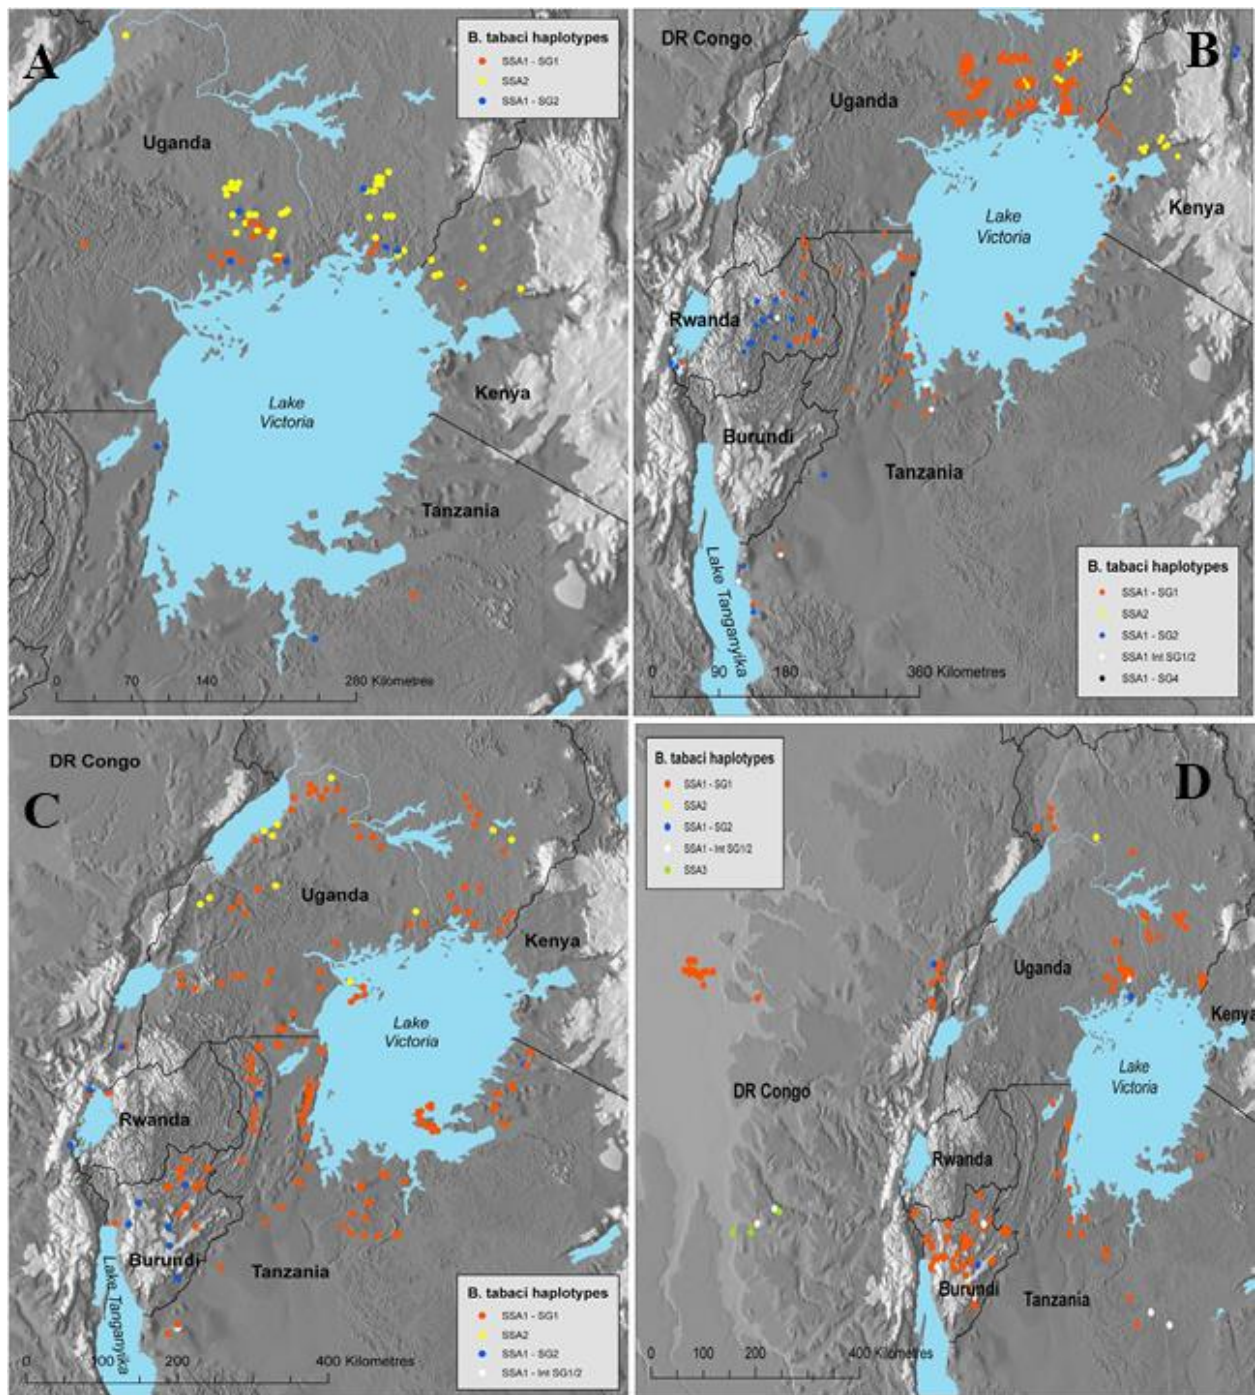 A
B. tabaci haplotypes
SSA1 - SG1
SSA2
SSA1 - SG2
Uganda
Lake
Victoria
Kenya
Tanzania
0 70 140 280 Kilometres
B
DR Congo
Uganda
Lake
Victoria
Kenya
Rwanda
Burundi
Tanzania
Lake Tanganyika
B. tabaci haplotypes
SSA1 - SG1
SSA2
SSA1 - SG2
SSA1 Int SG1/2
SSA1 - SG4
0 90 180 360 Kilometres
C
DR Congo
Uganda
Kenya
Lake
Victoria
Rwanda
Burundi
Tanzania
Lake Tanganyika
B. tabaci haplotypes
SSA1 - SG1
SSA2
SSA1 - SG2
SSA1 - Int SG1/2
0 100 200 400 Kilometres
D
B. tabaci haplotypes
SSA1 - SG1
SSA2
SSA1 - SG2
SSA1 - Int SG1/2
SSA3
Uganda
Kenya
DR Congo
Lake
Victoria
Rwanda
Burundi
Tanzania
0 100 200 400 Kilometres